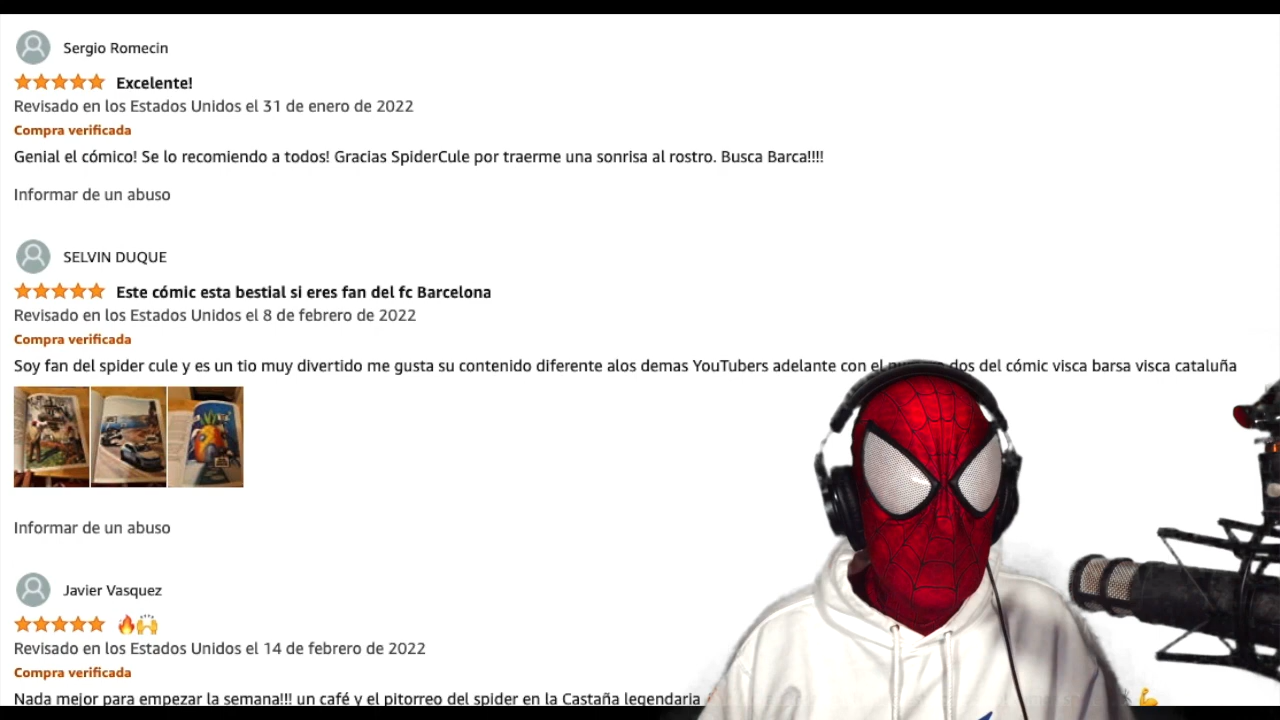 Sergio Romecin
Excelente!
Revisado en los Estados Unidos el 31 de enero de 2022
Compra verificada
Genial el cómico! Se lo recomiendo a todos! Gracias SpiderCule por traerme una sonrisa al rostro. Busca Barca!!!!
Informar de un abuso
SELVIN DUQUE
Este cómic esta bestial si eres fan del fc Barcelona
Revisado en los Estados Unidos el 8 de febrero de 2022
Compra verificada
Soy fan del spider cule y es un tio muy divertido me gusta su contenido diferente alos demas YouTubers adelante con el dos del cómic visca barsa visca cataluña
Informar de un abuso
Javier Vasquez
🔥🙌
Revisado en los Estados Unidos el 14 de febrero de 2022
Compra verificada
Nada mejor para empezar la semana!!! un café y el pitorreo del spider en la Castaña legendaria